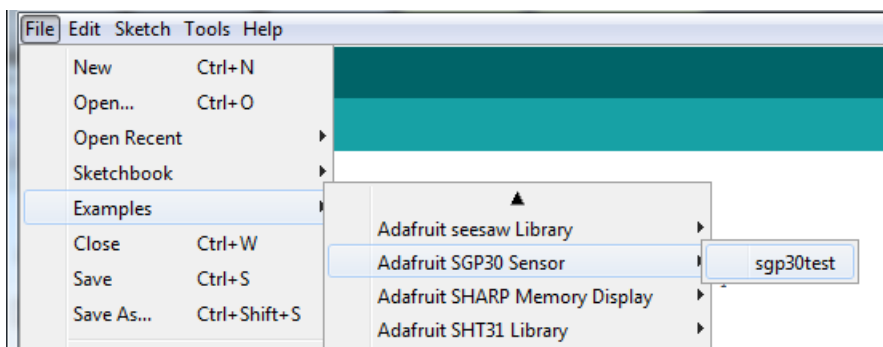 File Edit Sketch Tools Help
New Ctrl+N
Open... Ctrl+O
Open Recent
Sketchbook
Examples
Close Ctrl+W
Save Ctrl+S
Save As... Ctrl+Shift+S
Adafruit seesaw Library
Adafruit SGP30 Sensor
Adafruit SHARP Memory Display
Adafruit SHT31 Library
sgp30test